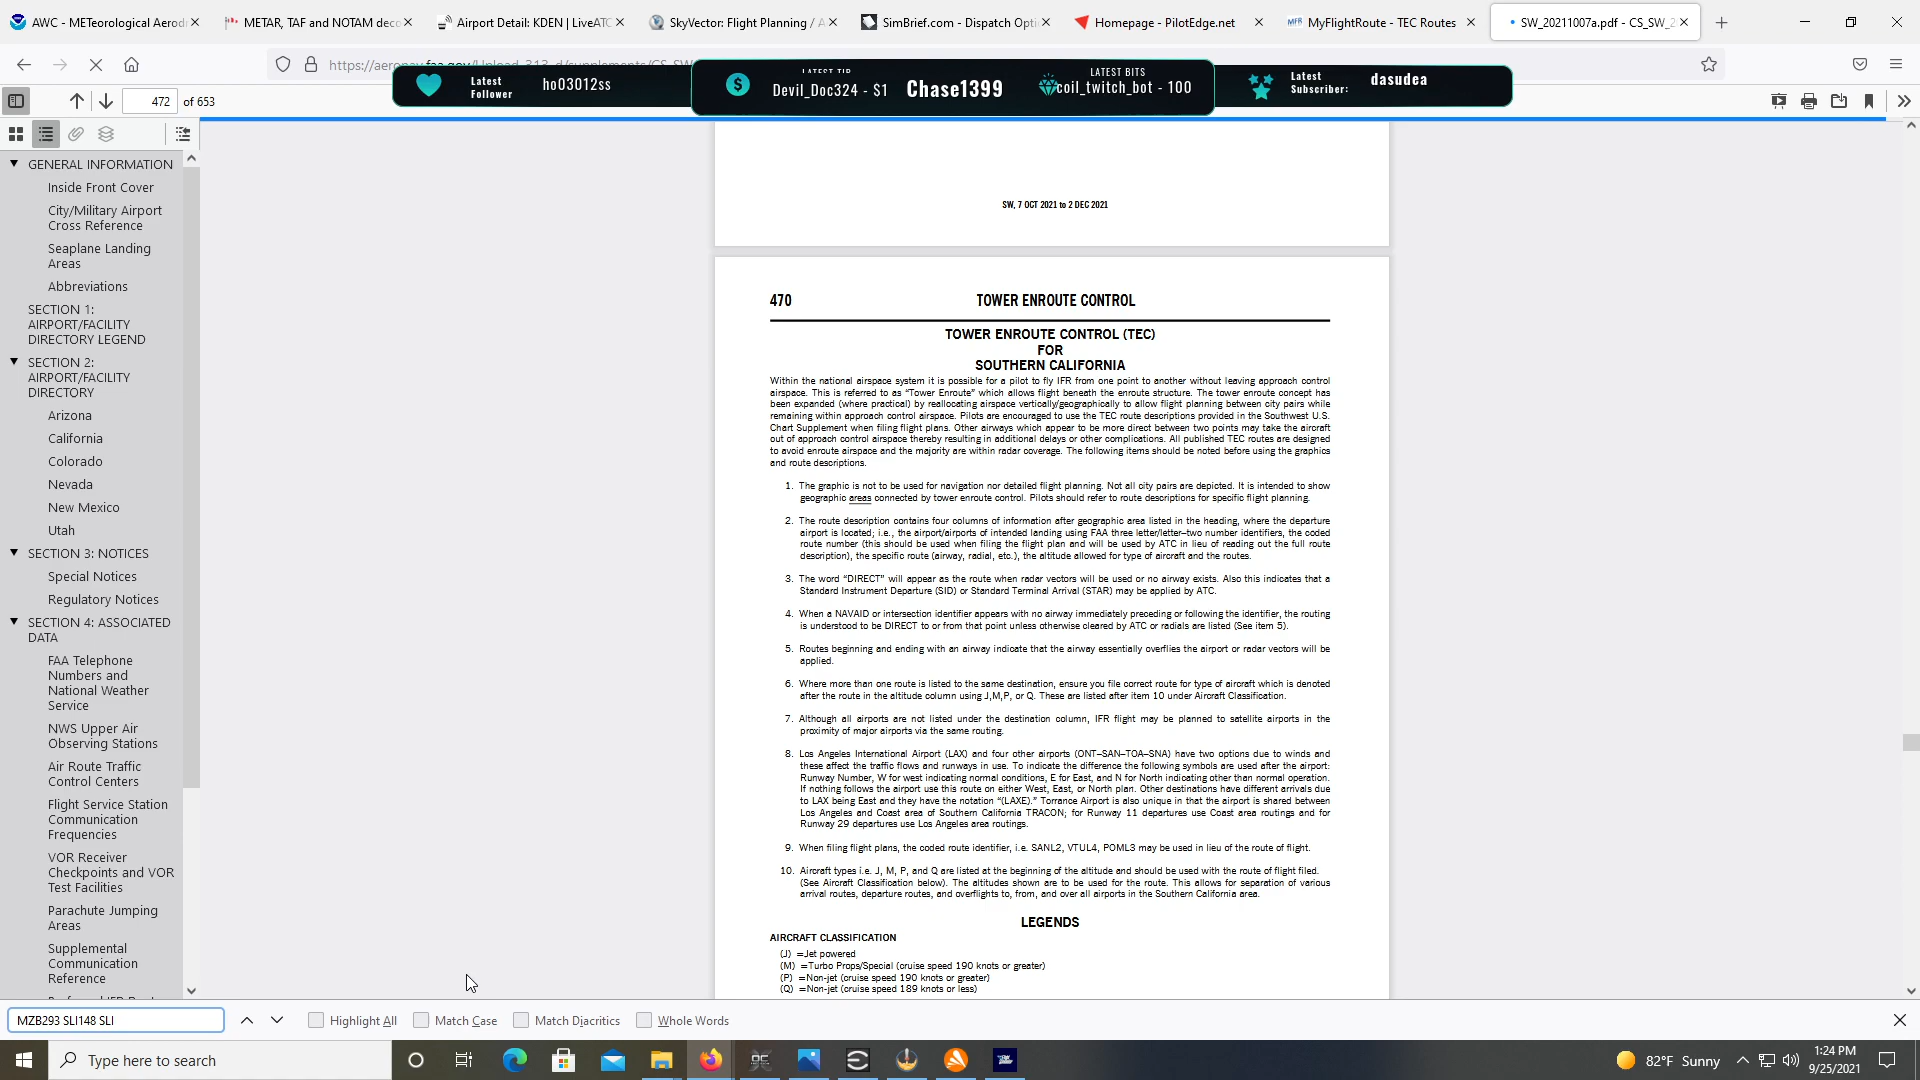 AWC - METeorological Aerodr
METAR, TAF and NOTAM deco
Airport Detail: KDEN | LiveATC
SkyVector: Flight Planning / A
SimBrief.com - Dispatch Opti
Homepage - PilotEdge.net
MFR MyFlightRoute - TEC Routes
SW_20211007a.pdf - CS_SW_2
Latest
Follower
ho03012ss
Devil_Doc324 - $1
Chase1399
LATEST BITS
coil_twitch_bot - 100
Latest
Subscriber:
dasudea
472 of 653
GENERAL INFORMATION
Inside Front Cover
City/Military Airport
Cross Reference
Seaplane Landing
Areas
Abbreviations
SECTION 1:
AIRPORT/FACILITY
DIRECTORY LEGEND
SECTION 2:
AIRPORT/FACILITY
DIRECTORY
Arizona
California
Colorado
Nevada
New Mexico
Utah
SECTION 3: NOTICES
Special Notices
Regulatory Notices
SECTION 4: ASSOCIATED
DATA
FAA Telephone
Numbers and
National Weather
Service
NWS Upper Air
Observing Stations
Air Route Traffic
Control Centers
Flight Service Station
Communication
Frequencies
VOR Receiver
Checkpoints and VOR
Test Facilities
Parachute Jumping
Areas
Supplemental
Communication
Reference
SW, 7 OCT 2021 to 2 DEC 2021
470 TOWER ENROUTE CONTROL
TOWER ENROUTE CONTROL (TEC)
FOR
SOUTHERN CALIFORNIA
Within the national airspace system it is possible for a pilot to fly IFR from one point to another without leaving approach control
airspace. This is referred to as “Tower Enroute” which allows flight beneath the enroute structure. The tower enroute concept has
been expanded (where practical) by reallocating airspace vertically/geographically to allow flight planning between city pairs while
remaining within approach control airspace. Pilots are encouraged to use the TEC route descriptions provided in the Southwest U.S.
Chart Supplement when filing flight plans. Other airways which appear to be more direct between two points may take the aircraft
out of approach control airspace thereby resulting in additional delays or other complications. All published TEC routes are designed
to avoid enroute airspace and the majority are within radar coverage. The following items should be noted before using the graphics
and route descriptions.
1. The graphic is not to be used for navigation nor detailed flight planning. Not all city pairs are depicted. It is intended to show
geographic areas connected by tower enroute control. Pilots should refer to route descriptions for specific flight planning.
2. The route description contains four columns of information after geographic area listed in the heading, where the departure
airport is located; i.e., the airport/airports of intended landing using FAA three letter/letter–two number identifiers, the coded
route number (this should be used when filing the flight plan and will be used by ATC in lieu of reading out the full route
description), the specific route (airway, radial, etc.), the altitude allowed for type of aircraft and the routes.
3. The word “DIRECT” will appear as the route when radar vectors will be used or no airway exists. Also this indicates that a
Standard Instrument Departure (SID) or Standard Terminal Arrival (STAR) may be applied by ATC.
4. When a NAVAID or intersection identifier appears with no airway immediately preceding or following the identifier, the routing
is understood to be DIRECT to or from that point unless otherwise cleared by ATC or radials are listed (See item 5).
5. Routes beginning and ending with an airway indicate that the airway essentially overflies the airport or radar vectors will be
applied.
6. Where more than one route is listed to the same destination, ensure you file correct route for type of aircraft which is denoted
after the route in the altitude column using J,M,P, or Q. These are listed after item 10 under Aircraft Classification.
7. Although all airports are not listed under the destination column, IFR flight may be planned to satellite airports in the
proximity of major airports via the same routing.
8. Los Angeles International Airport (LAX) and four other airports (ONT–SAN–TOA–SNA) have two options due to winds and
these affect the traffic flows and runways in use. To indicate the difference the following symbols are used after the airport:
Runway Number, W for west indicating normal conditions, E for East, and N for North indicating other than normal operation.
If nothing follows the airport use this route on either West, East, or North plan. Other destinations have different arrivals due
to LAX being East and they have the notation “(LAXE).” Torrance Airport is also unique in that the airport is shared between
Los Angeles and Coast area of Southern California TRACON; for Runway 11 departures use Coast area routings and for
Runway 29 departures use Los Angeles area routings.
9. When filing flight plans, the coded route identifier, i.e. SANL2, VTUL4, POML3 may be used in lieu of the route of flight.
10. Aircraft types i.e. J, M, P, and Q are listed at the beginning of the altitude and should be used with the route of flight filed.
(See Aircraft Classification below). The altitudes shown are to be used for the route. This allows for separation of various
arrival routes, departure routes, and overflights to, from, and over all airports in the Southern California area.
LEGENDS
AIRCRAFT CLASSIFICATION
(J) =Jet powered
(M) =Turbo Props/Special (cruise speed 190 knots or greater)
(P) =Non-jet (cruise speed 190 knots or greater)
(Q) =Non-jet (cruise speed 189 knots or less)
MZB293 SLI148 SLI
Highlight All
Match Case
Match Diacritics
Whole Words
Type here to search
82°F Sunny
1:24 PM
9/25/2021